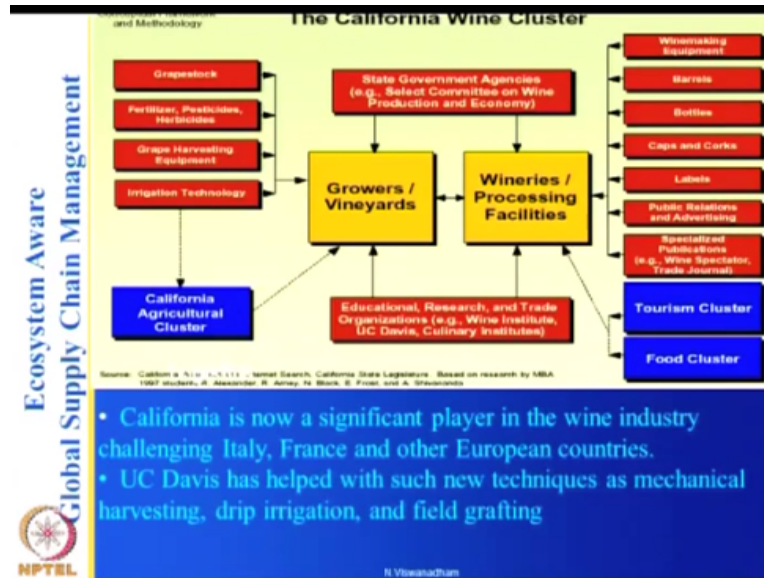 and Methodology
The California Wine Cluster
Grapestock
Fertilizer, Pesticides,
Herbicides
Grape Harvesting
Equipment
Irrigation Technology
State Government Agencies
(e.g., Select Committee on Wine
Production and Economy)
Growers /
Vineyards
Wineries /
Processing
Facilities
Winemaking
Equipment
Barrels
Bottles
Caps and Corks
Labels
Public Relations
and Advertising
Specialized
Publications
(e.g., Wine Spectator,
Trade Journal)
California
Agricultural
Cluster
Educational, Research, and Trade
Organizations (e.g., Wine Institute,
UC Davis, Culinary Institutes)
Tourism Cluster
Food Cluster
Source: California Internet Search, California State Legislature. Based on research by MBA
1997 students R. Alexander, R. Arney, N. Black, E. Frost, and A. Shivananda
Ecosystem Aware
Global Supply Chain Management
• California is now a significant player in the wine industry
challenging Italy, France and other European countries.
• UC Davis has helped with such new techniques as mechanical
harvesting, drip irrigation, and field grafting
NPTEL
N.Viswanadham